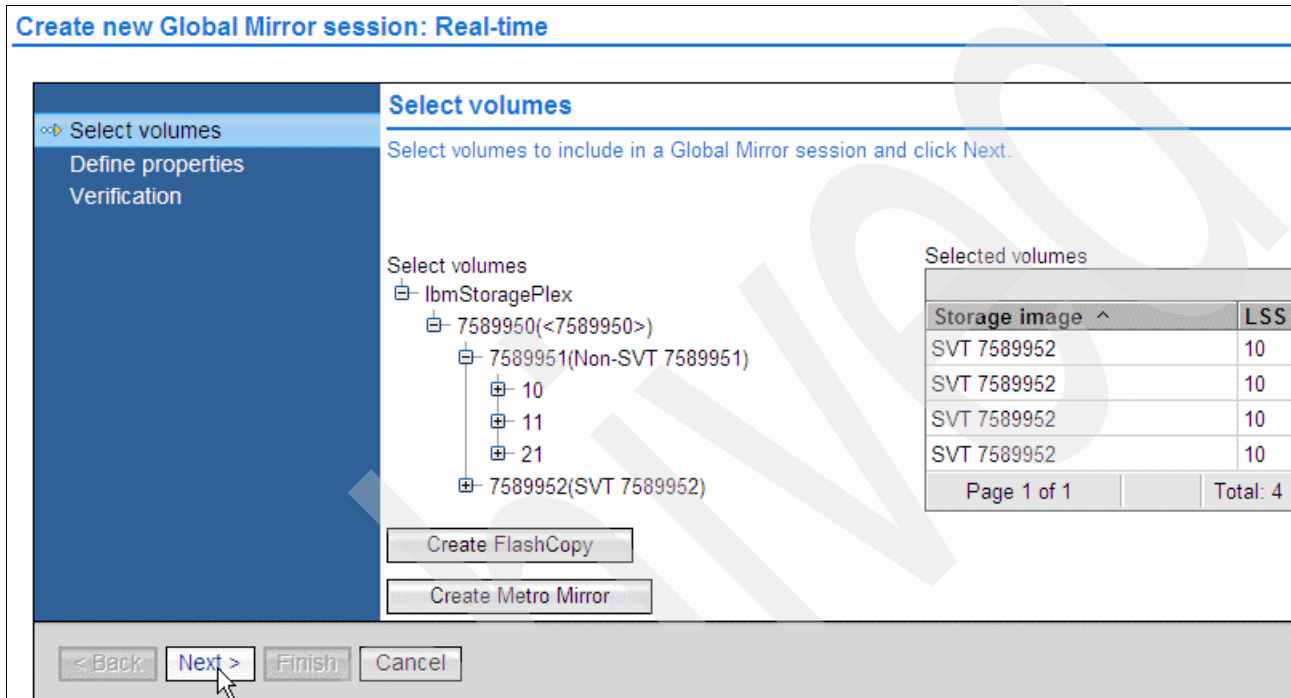 Create new Global Mirror session: Real-time
Select volumes
Define properties
Verification
Select volumes
Select volumes to include in a Global Mirror session and click Next.
Select volumes
IbmStoragePlex
7589950(<7589950>)
7589951(Non-SVT 7589951)
10
11
21
7589952(SVT 7589952)
Create FlashCopy
Create Metro Mirror
Selected volumes
Storage image ^ LSS
SVT 7589952 10
SVT 7589952 10
SVT 7589952 10
SVT 7589952 10
Page 1 of 1 Total: 4
< Back Next > Finish Cancel